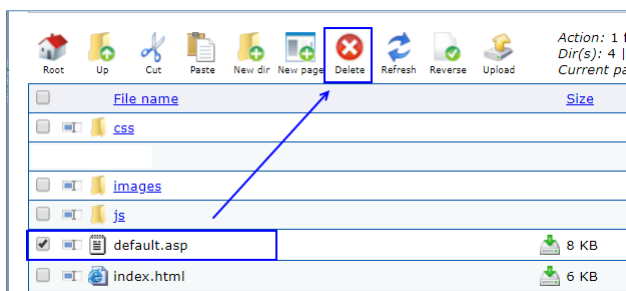 Action: 1
Dir(s): 4 |
Current pa
Root Up Cut Paste New dir New page Delete Refresh Reverse Upload
File name Size
css
images
js
default.asp 8 KB
index.html 6 KB